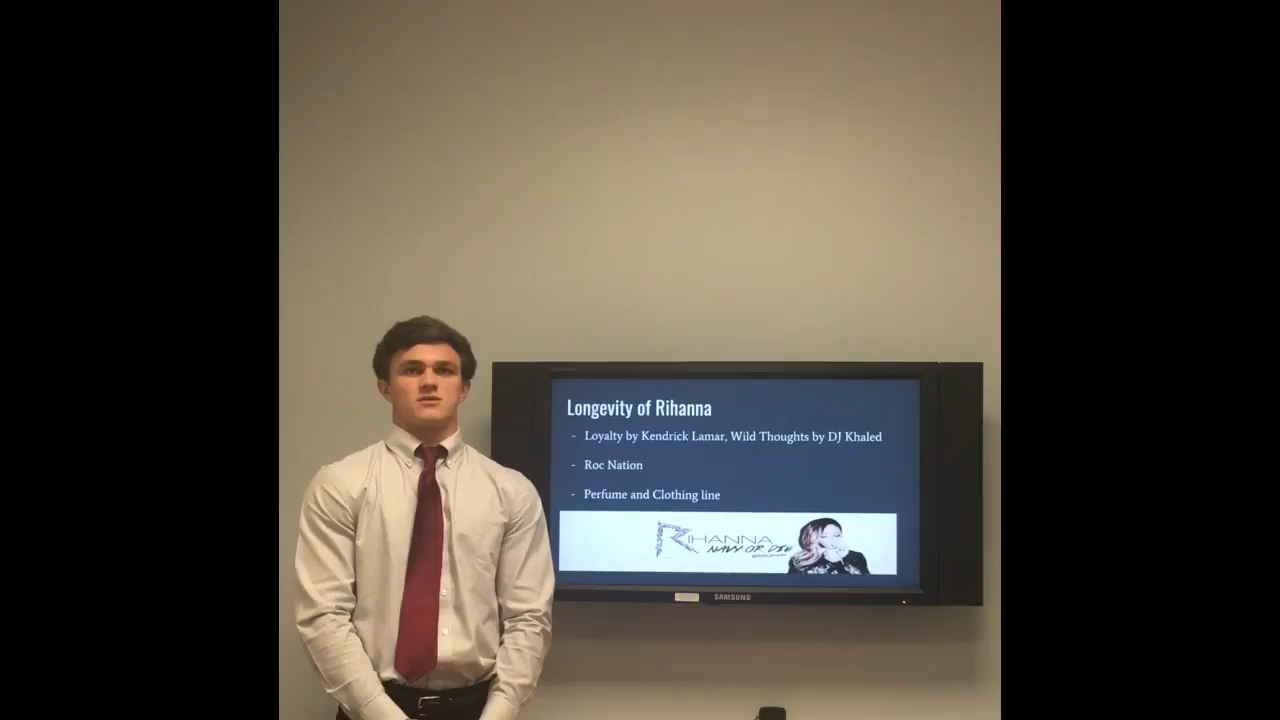 Longevity of Rihanna
- Loyalty by Kendrick Lamar, Wild Thoughts by DJ Khaled
- Roc Nation
- Perfume and Clothing line
RIHANNA
NAVY OR DIE
SAMSUNG